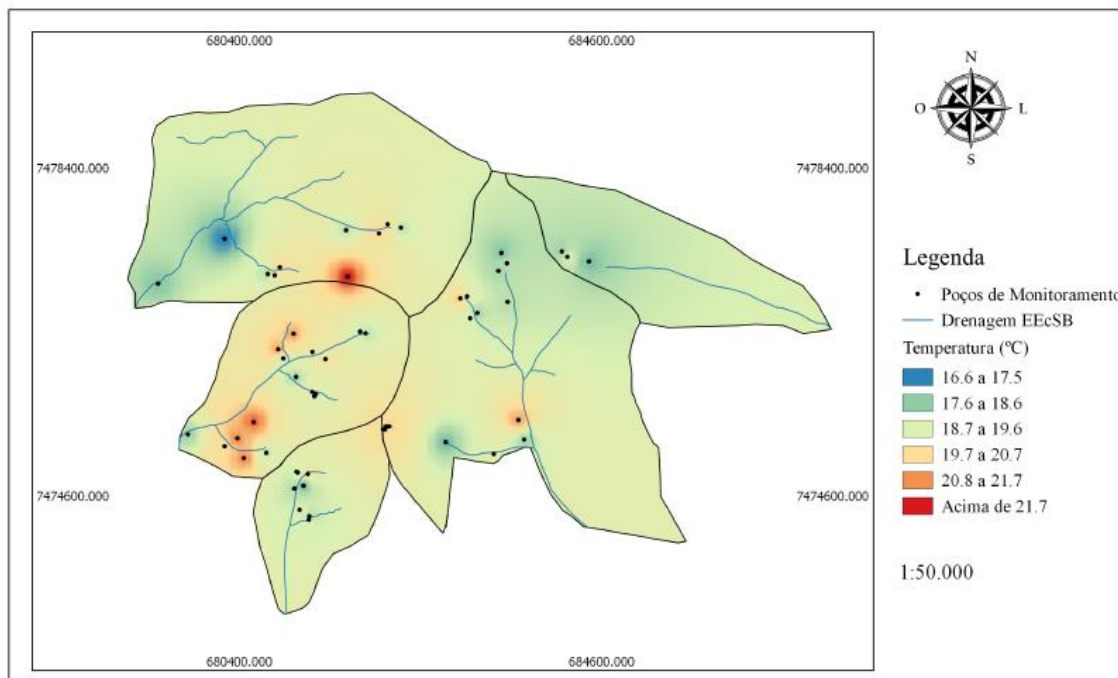 680400.000 684600.000
7478400.000 7478400.000
7474600.000 7474600.000
680400.000 684600.000
N
O L
S
Legenda
Poços de Monitoramento
Drenagem EEcSB
Temperatura (ºC)
16.6 a 17.5
17.6 a 18.6
18.7 a 19.6
19.7 a 20.7
20.8 a 21.7
Acima de 21.7
1:50.000